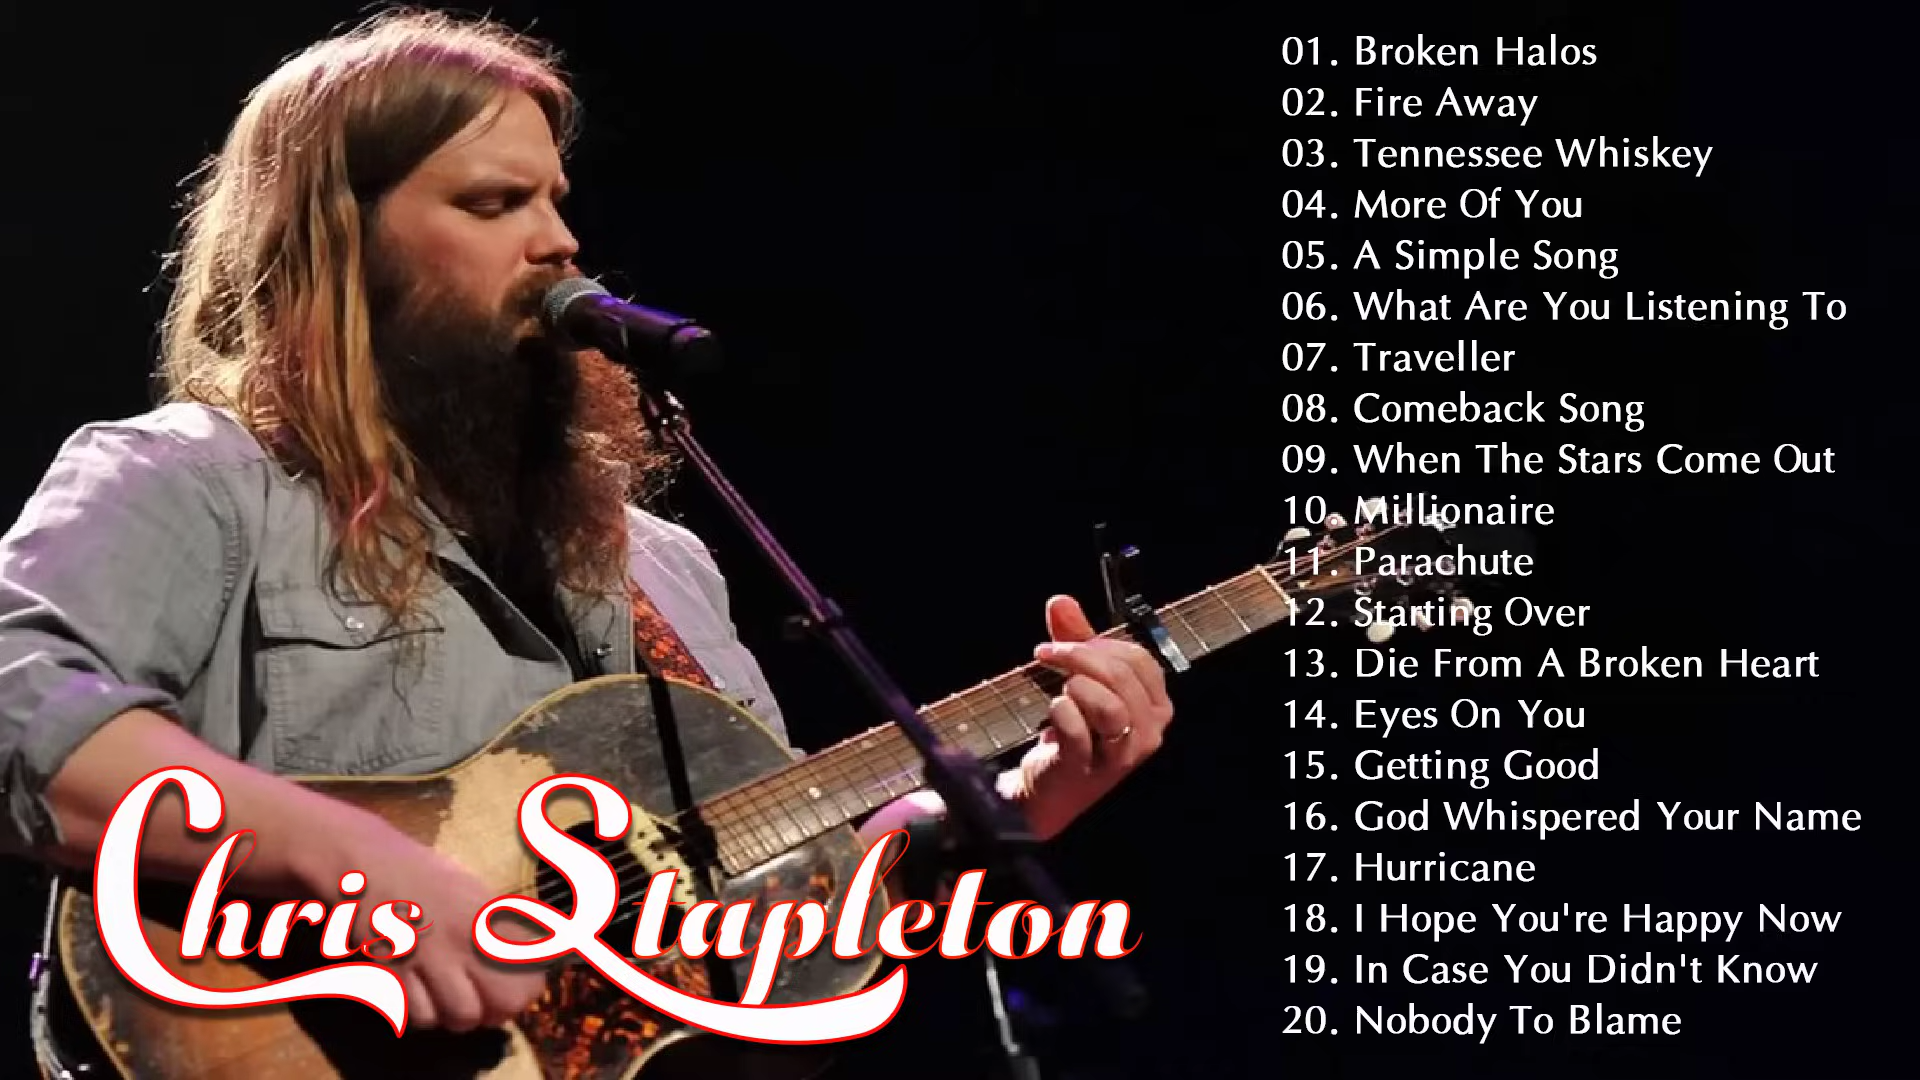 01. Broken Halos
02. Fire Away
03. Tennessee Whiskey
04. More Of You
05. A Simple Song
06. What Are You Listening To
07. Traveller
08. Comeback Song
09. When The Stars Come Out
10. Millionaire
11. Parachute
12. Starting Over
13. Die From A Broken Heart
14. Eyes On You
15. Getting Good
16. God Whispered Your Name
17. Hurricane
18. I Hope You're Happy Now
19. In Case You Didn't Know
20. Nobody To Blame
Chris Stapleton